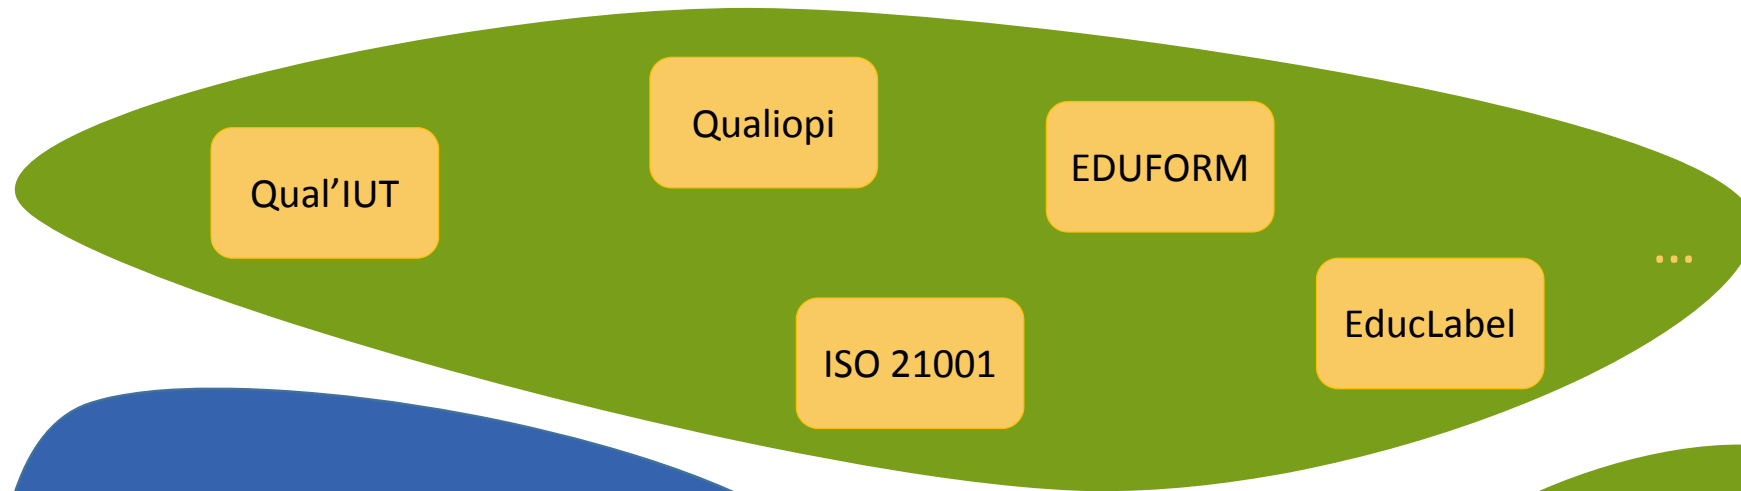 Qualiopi
EDUFORM
Qual’IUT
...
EducLabel
ISO 21001